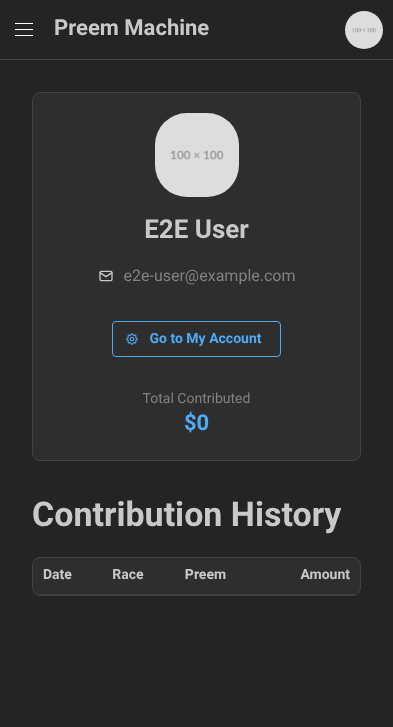 Preem Machine
100 × 100
100 × 100
E2E User
e2e-user@example.com
Go to My Account
Total Contributed
$0
Contribution History
Date Race Preem Amount